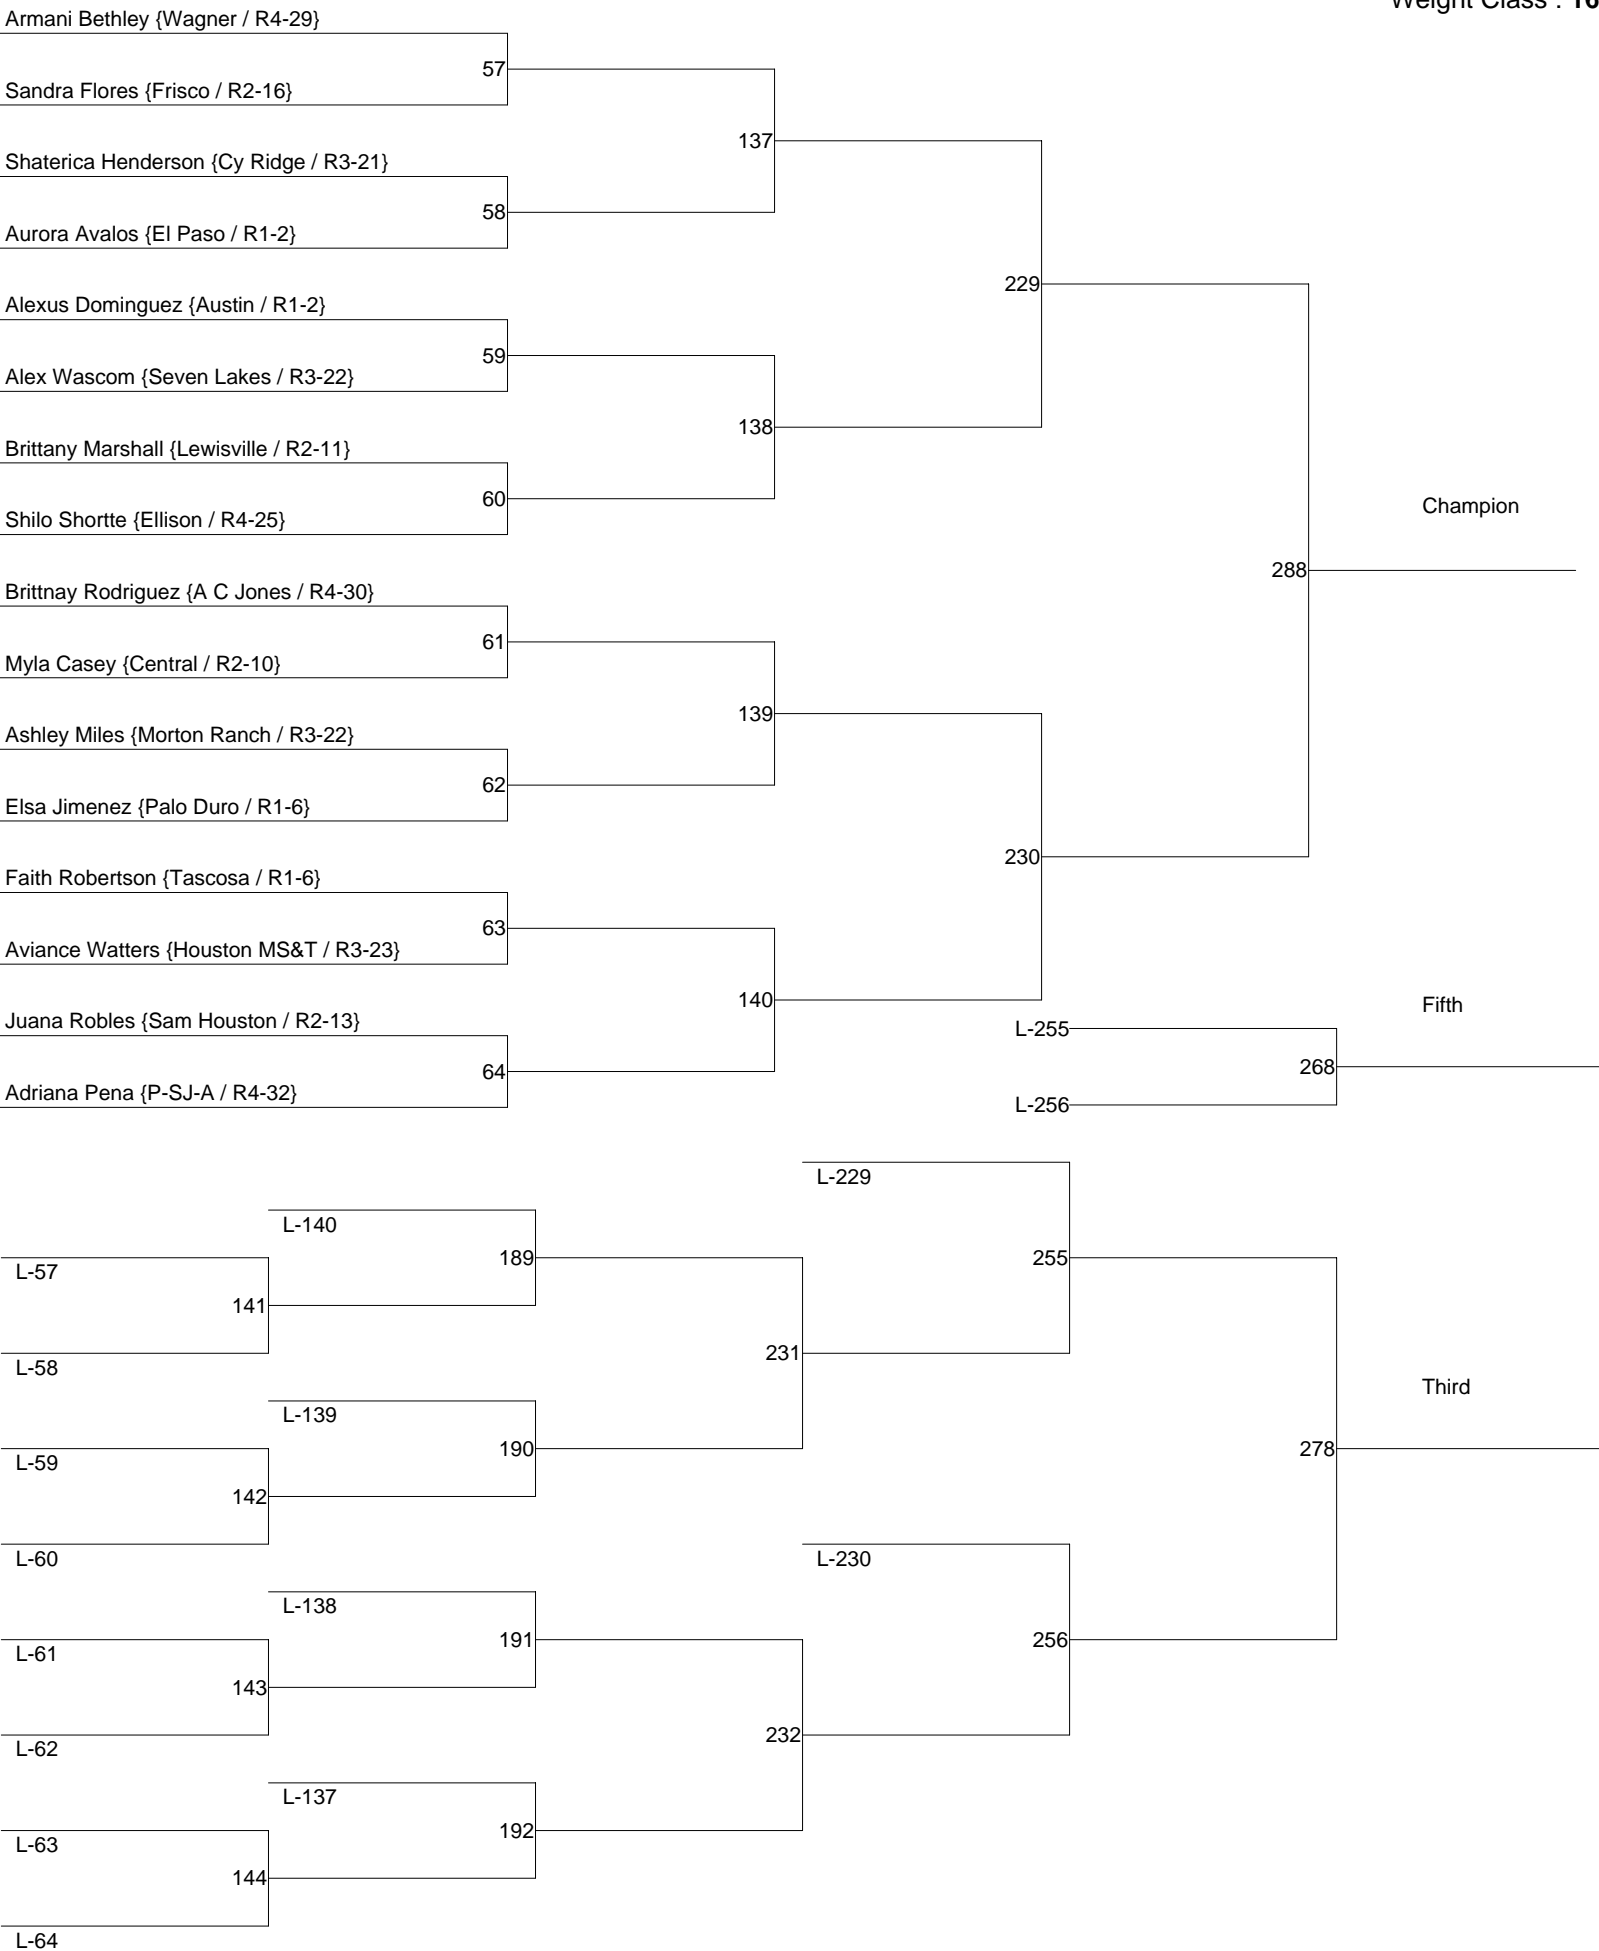 Weight Class : 16
Armani Bethley {Wagner / R4-29}
57
Sandra Flores {Frisco / R2-16}
137
Shaterica Henderson {Cy Ridge / R3-21}
58
Aurora Avalos {El Paso / R1-2}
229
Alexus Dominguez {Austin / R1-2}
59
Alex Wascom {Seven Lakes / R3-22}
138
Brittany Marshall {Lewisville / R2-11}
60
Shilo Shortte {Ellison / R4-25}
Champion
288
Brittnay Rodriguez {A C Jones / R4-30}
61
Myla Casey {Central / R2-10}
139
Ashley Miles {Morton Ranch / R3-22}
62
Elsa Jimenez {Palo Duro / R1-6}
230
Faith Robertson {Tascosa / R1-6}
63
Aviance Watters {Houston MS&T / R3-23}
140
Juana Robles {Sam Houston / R2-13}
64
Adriana Pena {P-SJ-A / R4-32}
Fifth
L-255
268
L-256
L-229
L-140
189
255
L-57
141
231
L-58
Third
L-139
190
278
L-59
142
L-60
L-230
L-138
191
256
L-61
143
232
L-62
L-137
192
L-63
144
L-64